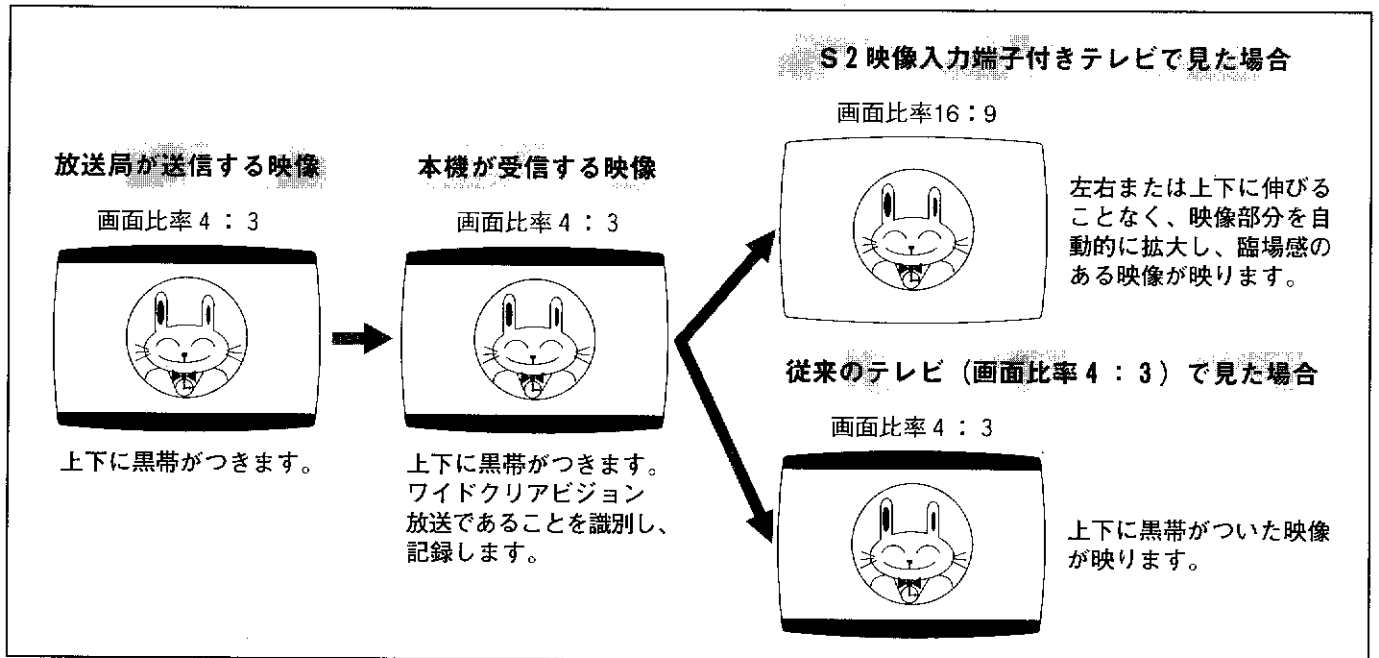 放送局が送信する映像
画面比率4：3
上下に黒帯がつきます。
本機が受信する映像
画面比率4：3
上下に黒帯がつきます。
ワイドクリアビジョン
放送であることを識別し、
記録します。
S2映像入力端子付きテレビで見た場合
画面比率16：9
左右または上下に伸びる
ことなく、映像部分を自
動的に拡大し、臨場感の
ある映像が映ります。
従来のテレビ（画面比率4：3）で見た場合
画面比率4：3
上下に黒帯がついた映像
が映ります。